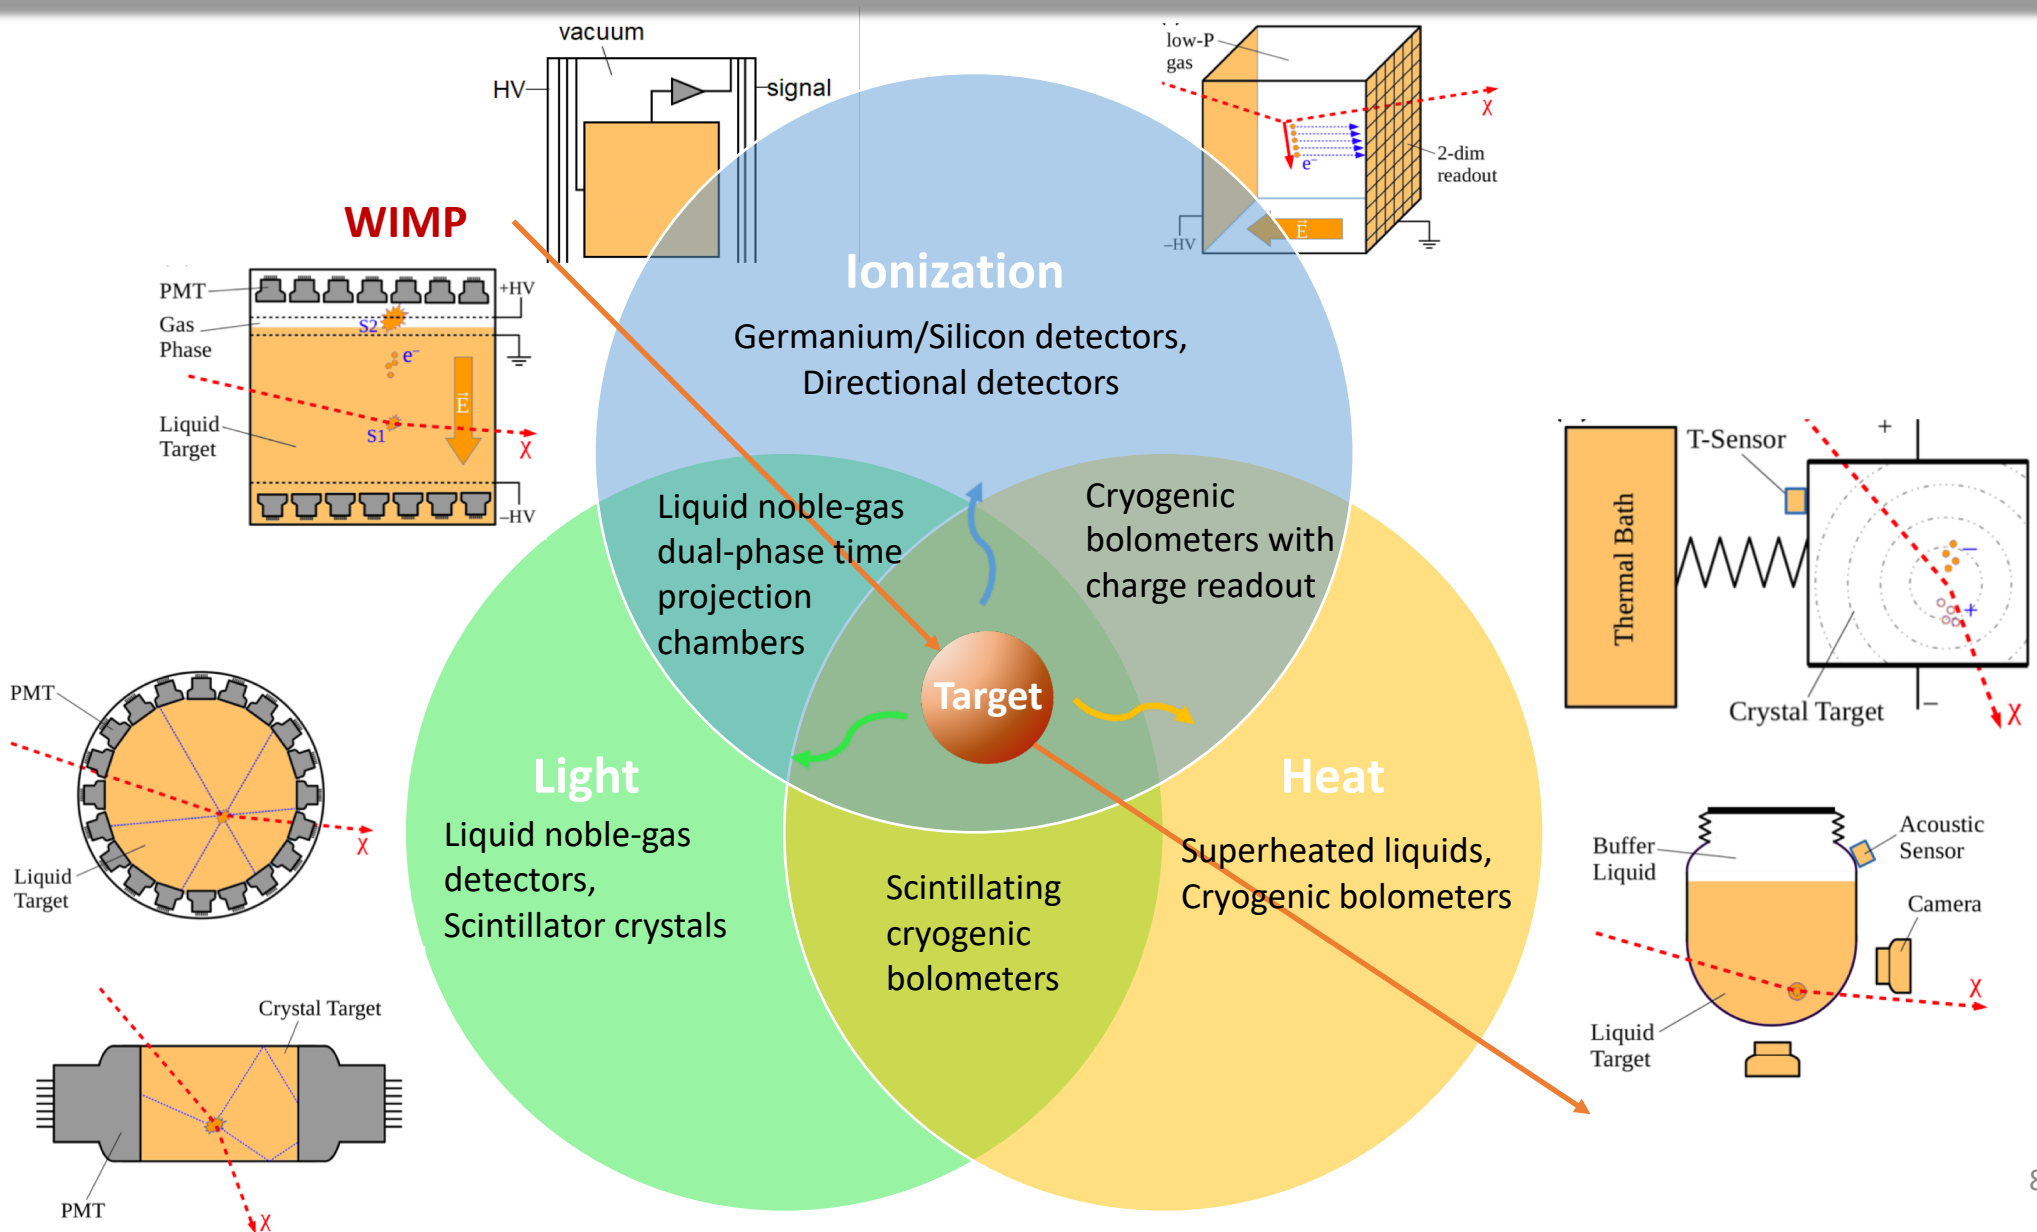 vacuum
HV
signal
low-P
gas
χ
e⁻
2-dim
readout
–HV
E
WIMP
PMT
+HV
Gas
Phase
S2
e⁻
E
Liquid
Target
S1
χ
–HV
Ionization
Germanium/Silicon detectors,
Directional detectors
Liquid noble-gas
dual-phase time
projection
chambers
Cryogenic
bolometers with
charge readout
T-Sensor
+
Thermal Bath
–
+
Crystal Target
–
χ
Target
PMT
Liquid
Target
χ
Light
Liquid noble-gas
detectors,
Scintillator crystals
Heat
Superheated liquids,
Cryogenic bolometers
Scintillating
cryogenic
bolometers
Buffer
Liquid
Acoustic
Sensor
Camera
χ
Liquid
Target
Crystal Target
PMT
χ
8